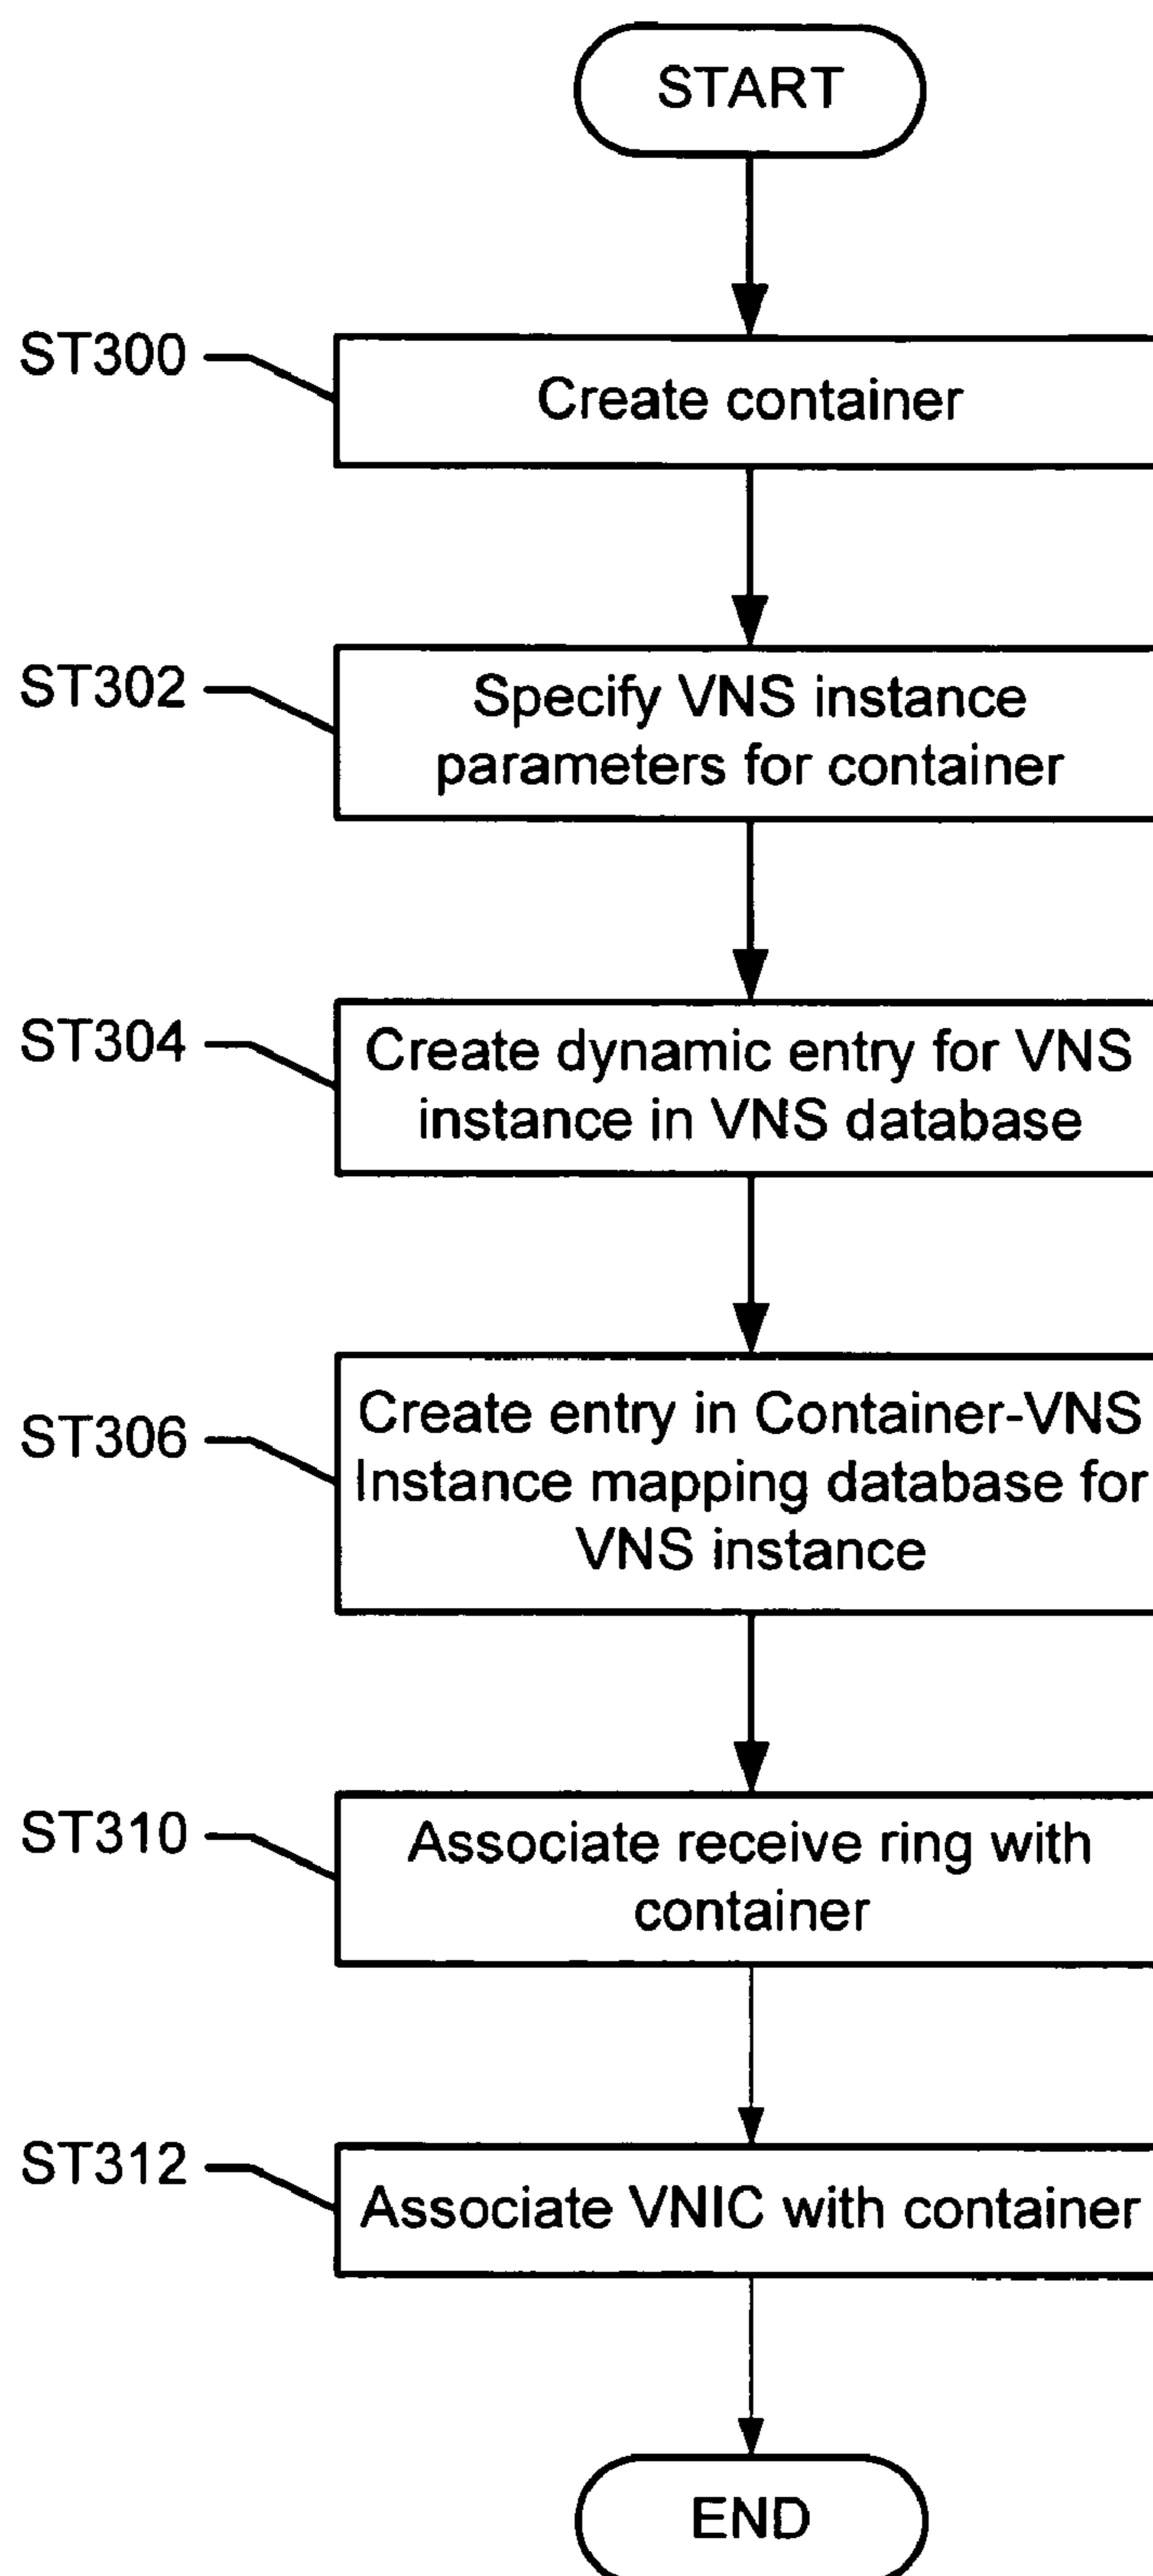 START
ST300
Create container
ST302
Specify VNS instance
parameters for container
ST304
Create dynamic entry for VNS
instance in VNS database
ST306
Create entry in Container-VNS
Instance mapping database for
VNS instance
ST310
Associate receive ring with
container
ST312
Associate VNIC with container
END